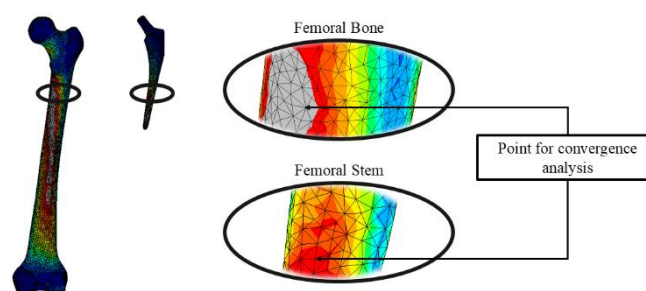 Femoral Bone
Point for convergence
analysis
Femoral Stem